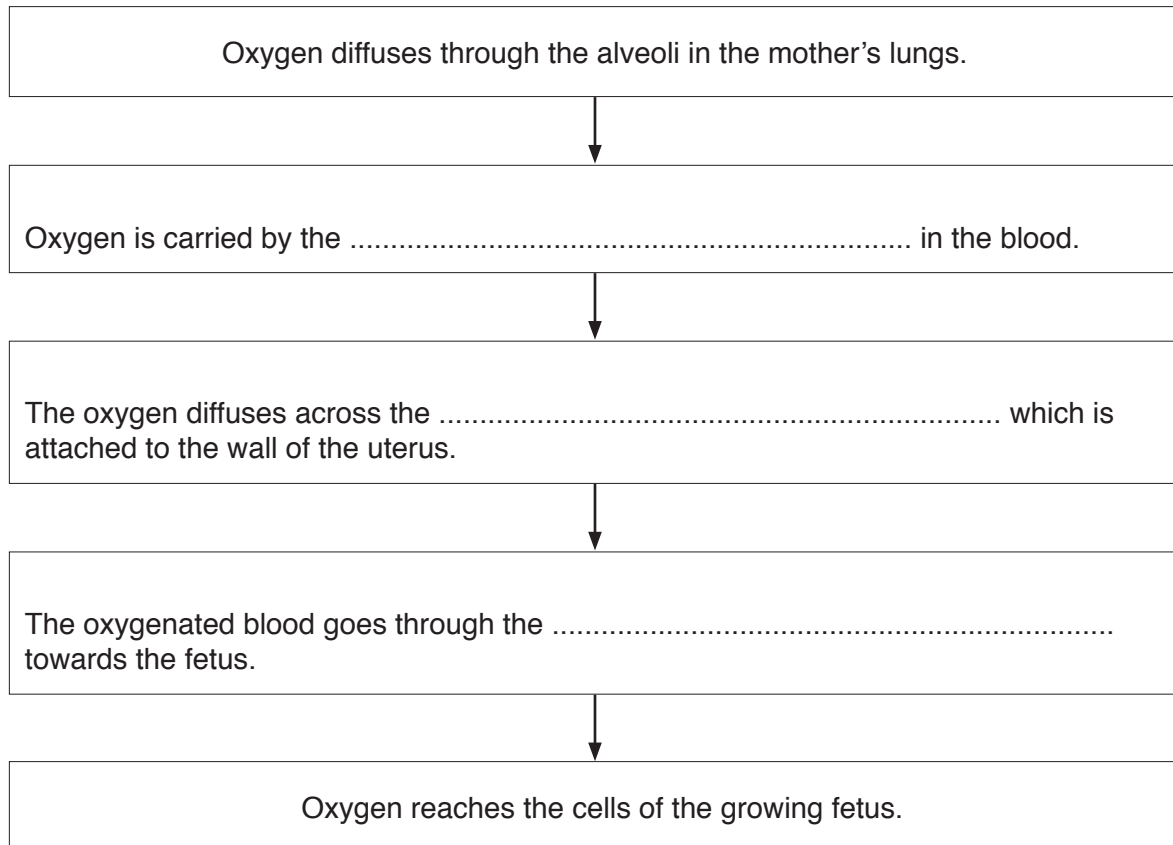 Oxygen diffuses through the alveoli in the mother’s lungs.
Oxygen is carried by the ..................................................................... in the blood.
The oxygen diffuses across the ..................................................................... which is
attached to the wall of the uterus.
The oxygenated blood goes through the .....................................................................
towards the fetus.
Oxygen reaches the cells of the growing fetus.